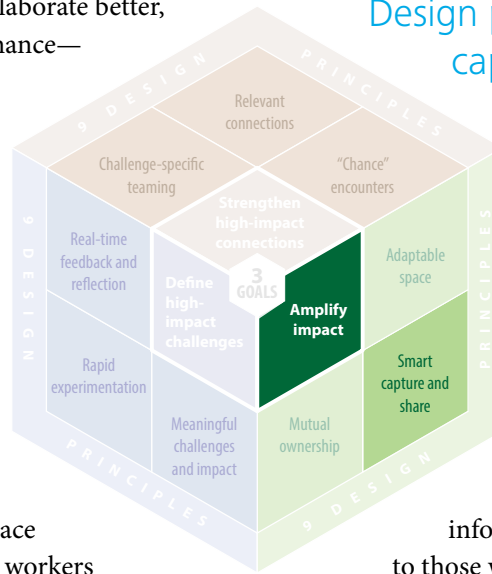 llaborate better,
mance—
Design p
cap
9 DESIGN
PRINCIPLES
Relevant
connections
Challenge-specific
teaming
“Chance”
encounters
Strengthen
high-impact
connections
Real-time
feedback and
reflection
Adaptable
space
Define
high-
impact
challenges
3
GOALS
Amplify
impact
9 DESIGN
PRINCIPLES
Rapid
experimentation
Smart
capture and
share
Meaningful
challenges
and impact
Mutual
ownership
PRINCIPLES
9 DESIGN
ace
info
workers
to those w